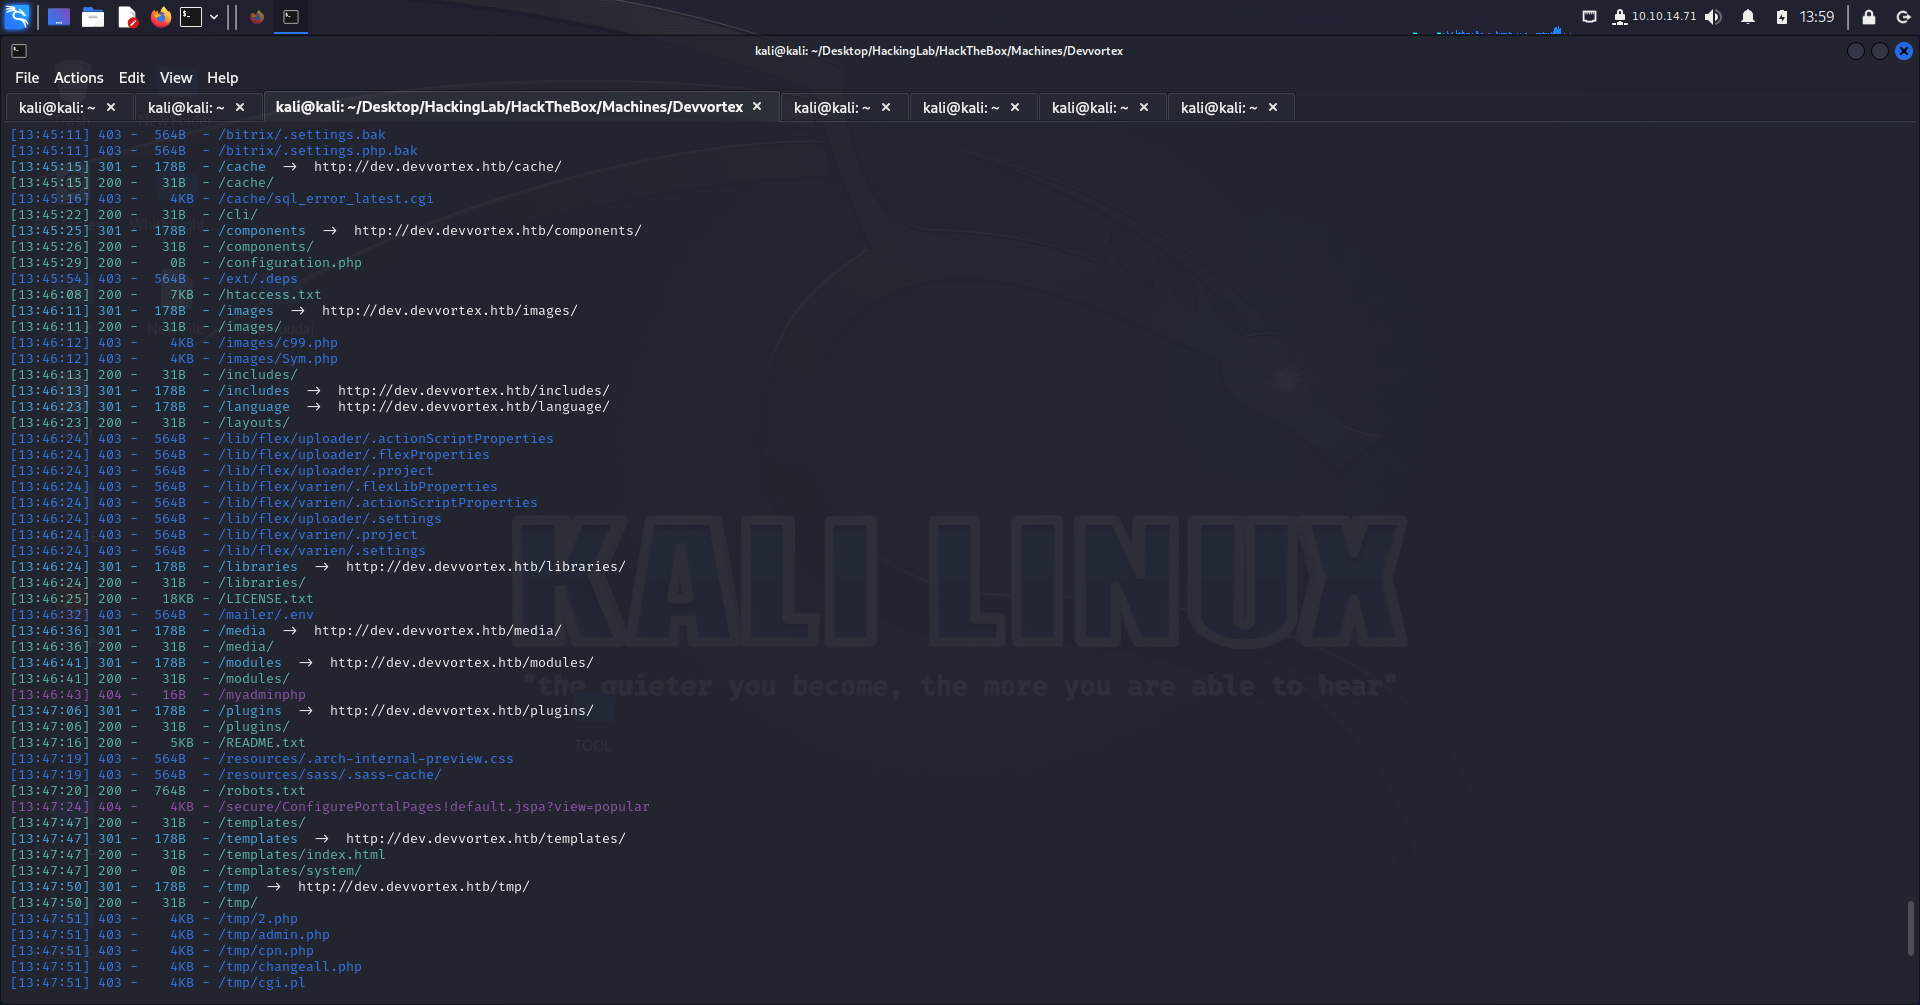 10.10.14.71
13:59
kali@kali: ~/Desktop/HackingLab/HackTheBox/Machines/Devvortex
File Actions Edit View Help
kali@kali: ~ × kali@kali: ~ × kali@kali: ~/Desktop/HackingLab/HackTheBox/Machines/Devvortex × kali@kali: ~ × kali@kali: ~ × kali@kali: ~ × kali@kali: ~ ×
[13:45:11] 403 -  564B  - /bitrix/.settings.bak
[13:45:11] 403 -  564B  - /bitrix/.settings.php.bak
[13:45:15] 301 -  178B  - /cache  ->  http://dev.devvortex.htb/cache/
[13:45:15] 200 -   31B  - /cache/
[13:45:16] 403 -    4KB - /cache/sql_error_latest.cgi
[13:45:22] 200 -   31B  - /cli/
[13:45:25] 301 -  178B  - /components  ->  http://dev.devvortex.htb/components/
[13:45:26] 200 -   31B  - /components/
[13:45:29] 200 -    0B  - /configuration.php
[13:45:54] 403 -  564B  - /ext/.deps
[13:46:08] 200 -    7KB - /htaccess.txt
[13:46:11] 301 -  178B  - /images  ->  http://dev.devvortex.htb/images/
[13:46:11] 200 -   31B  - /images/
[13:46:12] 403 -    4KB - /images/c99.php
[13:46:12] 403 -    4KB - /images/Sym.php
[13:46:13] 200 -   31B  - /includes/
[13:46:13] 301 -  178B  - /includes  ->  http://dev.devvortex.htb/includes/
[13:46:23] 301 -  178B  - /language  ->  http://dev.devvortex.htb/language/
[13:46:23] 200 -   31B  - /layouts/
[13:46:24] 403 -  564B  - /lib/flex/uploader/.actionScriptProperties
[13:46:24] 403 -  564B  - /lib/flex/uploader/.flexProperties
[13:46:24] 403 -  564B  - /lib/flex/uploader/.project
[13:46:24] 403 -  564B  - /lib/flex/varien/.flexLibProperties
[13:46:24] 403 -  564B  - /lib/flex/varien/.actionScriptProperties
[13:46:24] 403 -  564B  - /lib/flex/uploader/.settings
[13:46:24] 403 -  564B  - /lib/flex/varien/.project
[13:46:24] 403 -  564B  - /lib/flex/varien/.settings
[13:46:24] 301 -  178B  - /libraries  ->  http://dev.devvortex.htb/libraries/
[13:46:24] 200 -   31B  - /libraries/
[13:46:25] 200 -   18KB - /LICENSE.txt
[13:46:32] 403 -  564B  - /mailer/.env
[13:46:36] 301 -  178B  - /media  ->  http://dev.devvortex.htb/media/
[13:46:36] 200 -   31B  - /media/
[13:46:41] 301 -  178B  - /modules  ->  http://dev.devvortex.htb/modules/
[13:46:41] 200 -   31B  - /modules/
[13:46:43] 404 -   16B  - /myadminphp
[13:47:06] 301 -  178B  - /plugins  ->  http://dev.devvortex.htb/plugins/
[13:47:06] 200 -   31B  - /plugins/
[13:47:16] 200 -    5KB - /README.txt
[13:47:19] 403 -  564B  - /resources/.arch-internal-preview.css
[13:47:19] 403 -  564B  - /resources/sass/.sass-cache/
[13:47:20] 200 -  764B  - /robots.txt
[13:47:24] 404 -    4KB - /secure/ConfigurePortalPages!default.jspa?view=popular
[13:47:47] 200 -   31B  - /templates/
[13:47:47] 301 -  178B  - /templates  ->  http://dev.devvortex.htb/templates/
[13:47:47] 200 -   31B  - /templates/index.html
[13:47:47] 200 -    0B  - /templates/system/
[13:47:50] 301 -  178B  - /tmp  ->  http://dev.devvortex.htb/tmp/
[13:47:50] 200 -   31B  - /tmp/
[13:47:51] 403 -    4KB - /tmp/2.php
[13:47:51] 403 -    4KB - /tmp/admin.php
[13:47:51] 403 -    4KB - /tmp/cpn.php
[13:47:51] 403 -    4KB - /tmp/changeall.php
[13:47:51] 403 -    4KB - /tmp/cgi.pl
KALI LINUX
"the quieter you become, the more you are able to hear"
TOOL